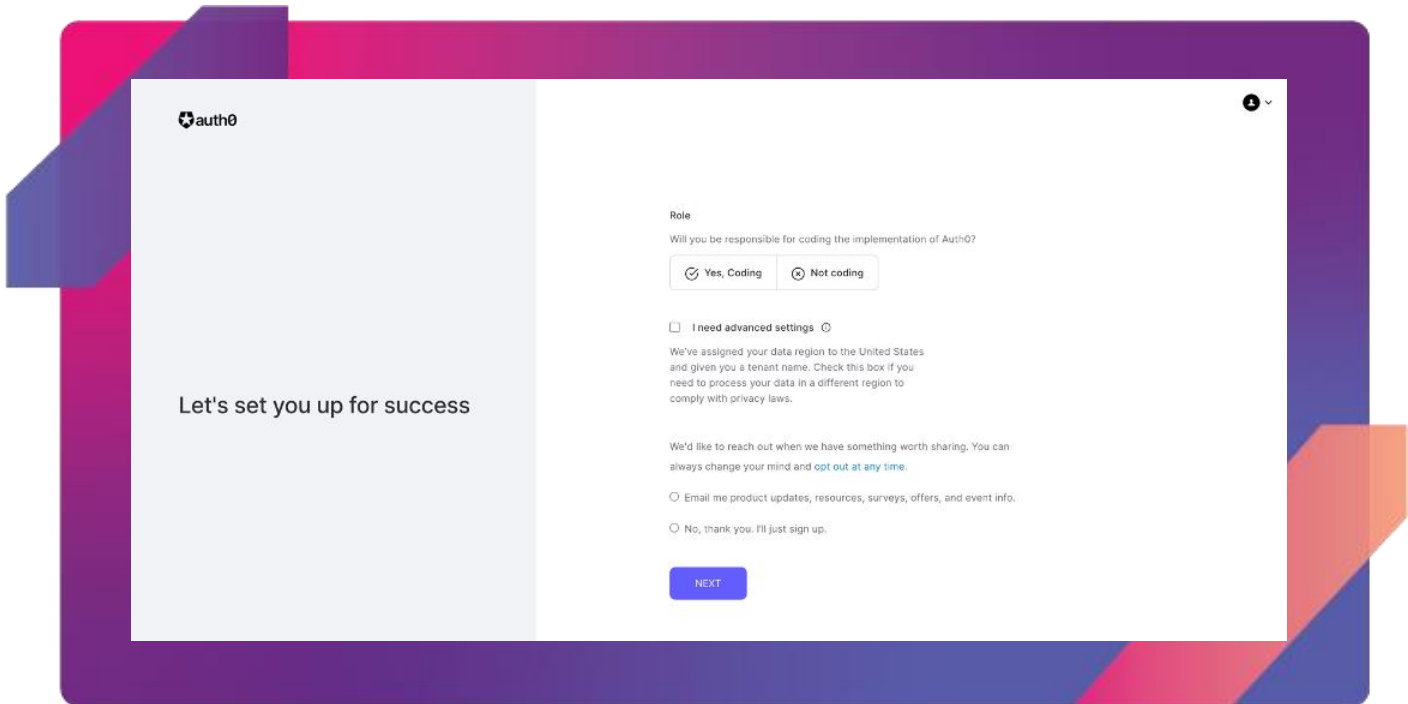 auth0
Let's set you up for success
Role
Will you be responsible for coding the implementation of Auth0?
Yes, Coding
Not coding
I need advanced settings
We've assigned your data region to the United States
and given you a tenant name. Check this box if you
need to process your data in a different region to
comply with privacy laws.
We'd like to reach out when we have something worth sharing. You can
always change your mind and opt out at any time.
Email me product updates, resources, surveys, offers, and event info.
No, thank you. I'll just sign up.
NEXT